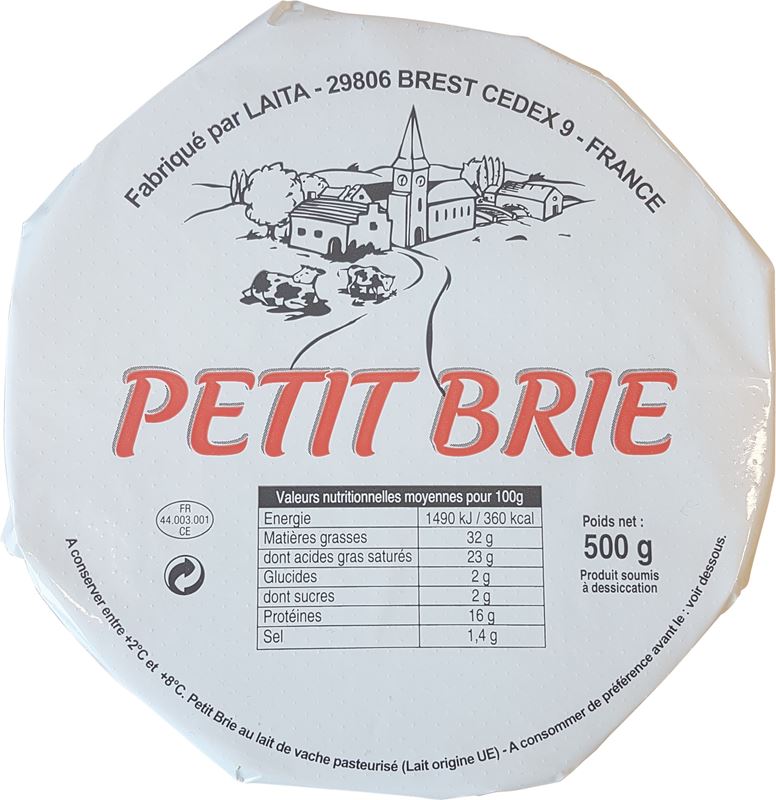 Fabriqué par LAITA - 29806 BREST CEDEX 9 - FRANCE
PETIT BRIE
FR
44.003.001
CE
Valeurs nutritionnelles moyennes pour 100g
Energie 1490 kJ / 360 kcal
Matières grasses 32 g
dont acides gras saturés 23 g
Glucides 2 g
dont sucres 2 g
Protéines 16 g
Sel 1,4 g
Poids net :
500 g
Produit soumis
à dessiccation
A conserver entre +2°C et +8°C. Petit Brie au lait de vache pasteurisé (Lait origine UE) - A consommer de préférence avant le : voir dessous.